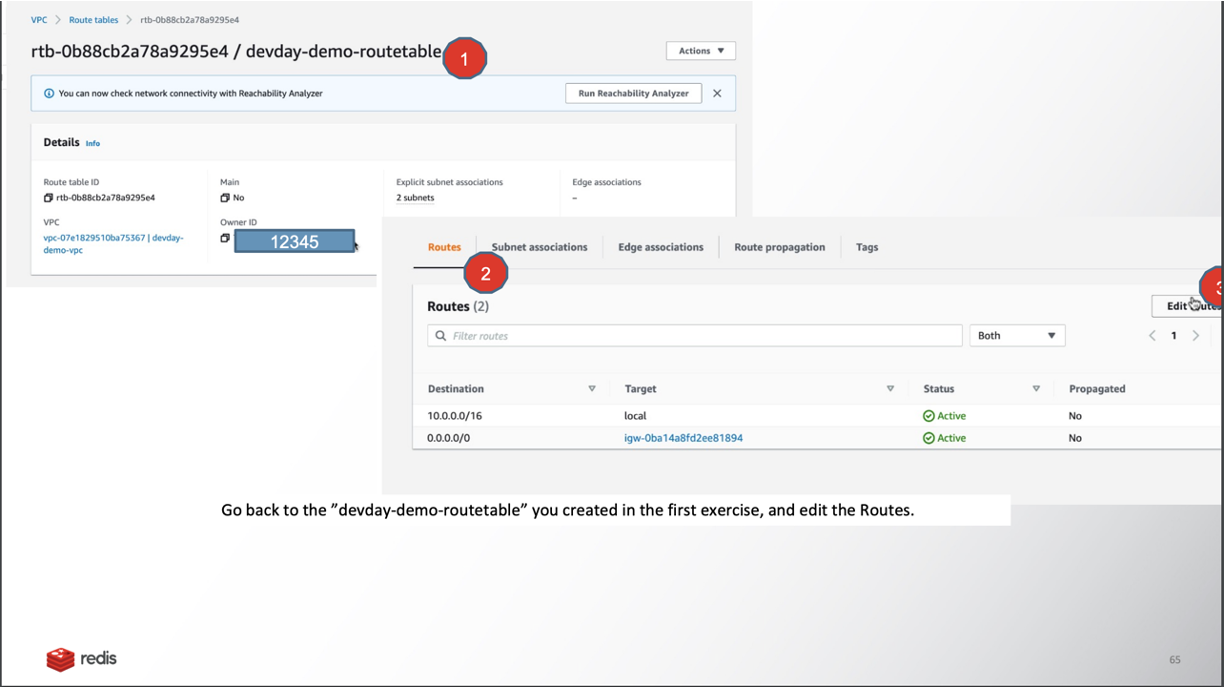 VPC > Route tables > rtb-0b88cb2a78a9295e4
rtb-0b88cb2a78a9295e4 / devday-demo-routetable
1
Actions
You can now check network connectivity with Reachability Analyzer
Run Reachability Analyzer
Details Info
Route table ID
rtb-0b88cb2a78a9295e4
Main
No
Explicit subnet associations
2 subnets
Edge associations
–
VPC
vpc-07e1829510ba75367 | devday-
demo-vpc
Owner ID
12345
Routes
Subnet associations
Edge associations
Route propagation
Tags
2
3
Routes (2)
Edit routes
Filter routes
Both
1
Destination Target Status Propagated
10.0.0.0/16 local Active No
0.0.0.0/0 igw-0ba14a8fd2ee81894 Active No
Go back to the ”devday-demo-routetable” you created in the first exercise, and edit the Routes.
redis
65